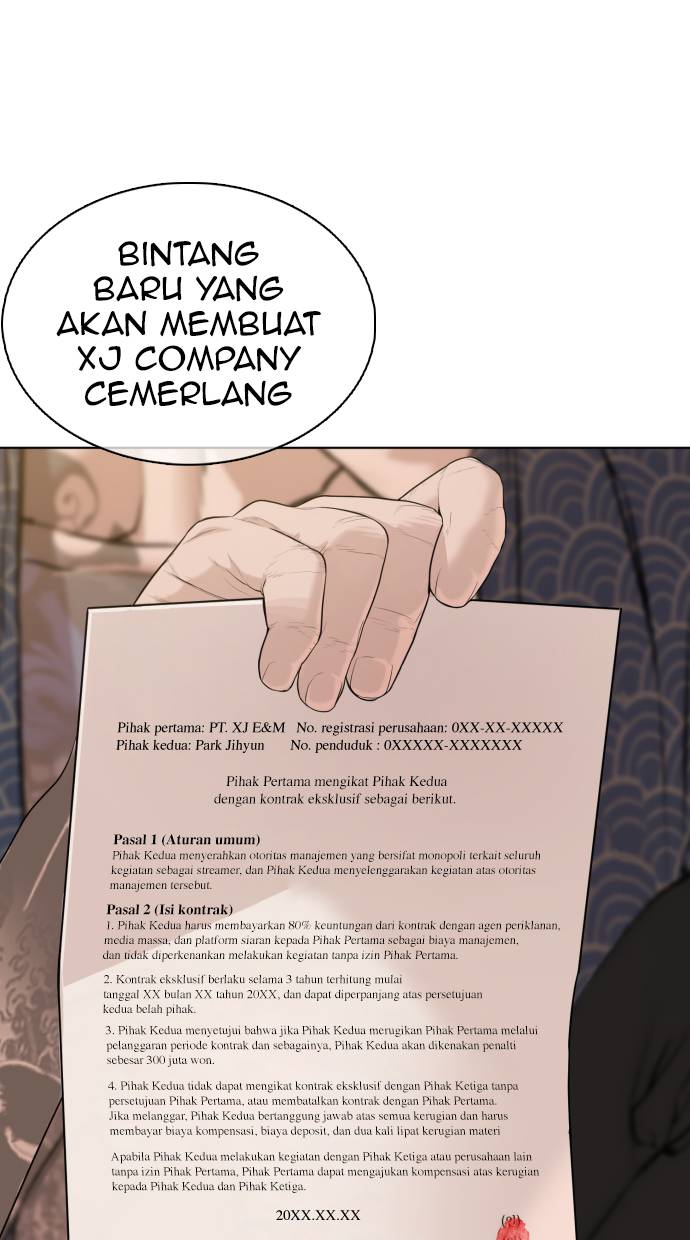 BINTANG
BARU YANG
AKAN MEMBUAT
XJ COMPANY
CEMERLANG
Pihak pertama: PT. XJ E&M No. registrasi perusahaan: 0XX-XX-XXXXX
Pihak kedua: Park Jihyun No. penduduk : 0XXXXX-XXXXXXX
Pihak Pertama mengikat Pihak Kedua
dengan kontrak eksklusif sebagai berikut.
Pasal 1 (Aturan umum)
Pihak Kedua menyerahkan otoritas manajemen yang bersifat monopoli terkait seluruh
kegiatan sebagai streamer, dan Pihak Kedua menyelenggarakan kegiatan atas otoritas
manajemen tersebut.
Pasal 2 (Isi kontrak)
1. Pihak Kedua harus membayarkan 80% keuntungan dari kontrak dengan agen periklanan,
media massa, dan platform siaran kepada Pihak Pertama sebagai biaya manajemen,
dan tidak diperkenankan melakukan kegiatan tanpa izin Pihak Pertama.
2. Kontrak eksklusif berlaku selama 3 tahun terhitung mulai
tanggal XX bulan XX tahun 20XX, dan dapat diperpanjang atas persetujuan
kedua belah pihak.
3. Pihak Kedua menyetujui bahwa jika Pihak Kedua merugikan Pihak Pertama melalui
pelanggaran periode kontrak dan sebagainya, Pihak Kedua akan dikenakan penalti
sebesar 300 juta won.
4. Pihak Kedua tidak dapat mengikat kontrak eksklusif dengan Pihak Ketiga tanpa
persetujuan Pihak Pertama, atau membatalkan kontrak dengan Pihak Pertama.
Jika melanggar, Pihak Kedua bertanggung jawab atas semua kerugian dan harus
membayar biaya kompensasi, biaya deposit, dan dua kali lipat kerugian materi
Apabila Pihak Kedua melakukan kegiatan dengan Pihak Ketiga atau perusahaan lain
tanpa izin Pihak Pertama, Pihak Pertama dapat mengajukan kompensasi atas kerugian
kepada Pihak Kedua dan Pihak Ketiga.
20XX.XX.XX